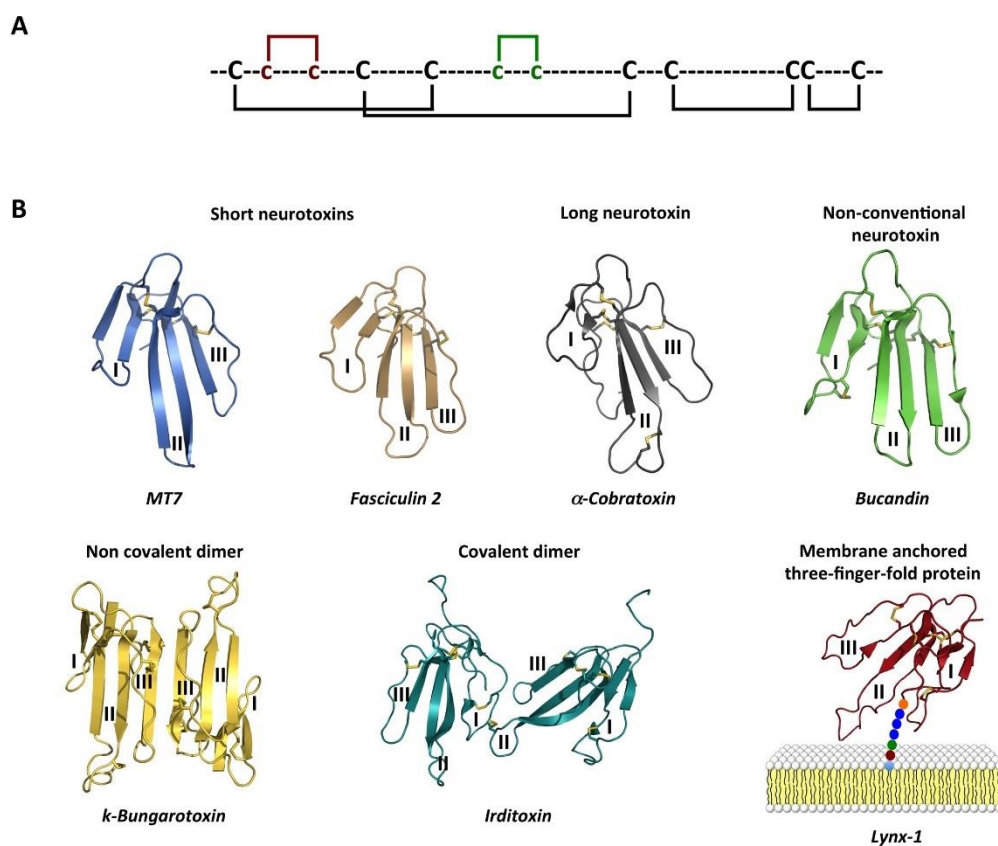 A
--C--C----C-----C------C-------C--C---------C--C----------CC----C--
B
Short neurotoxins
Long neurotoxin
Non-conventional
neurotoxin
I
II
III
I
II
III
I
II
III
I
II
III
MT7
Fasciculin 2
α-Cobratoxin
Bucandin
Non covalent dimer
Covalent dimer
Membrane anchored
three-finger-fold protein
I
II
III
III
II
I
III
II
I
III
II
I
III
II
I
k-Bungarotoxin
Irditoxin
Lynx-1